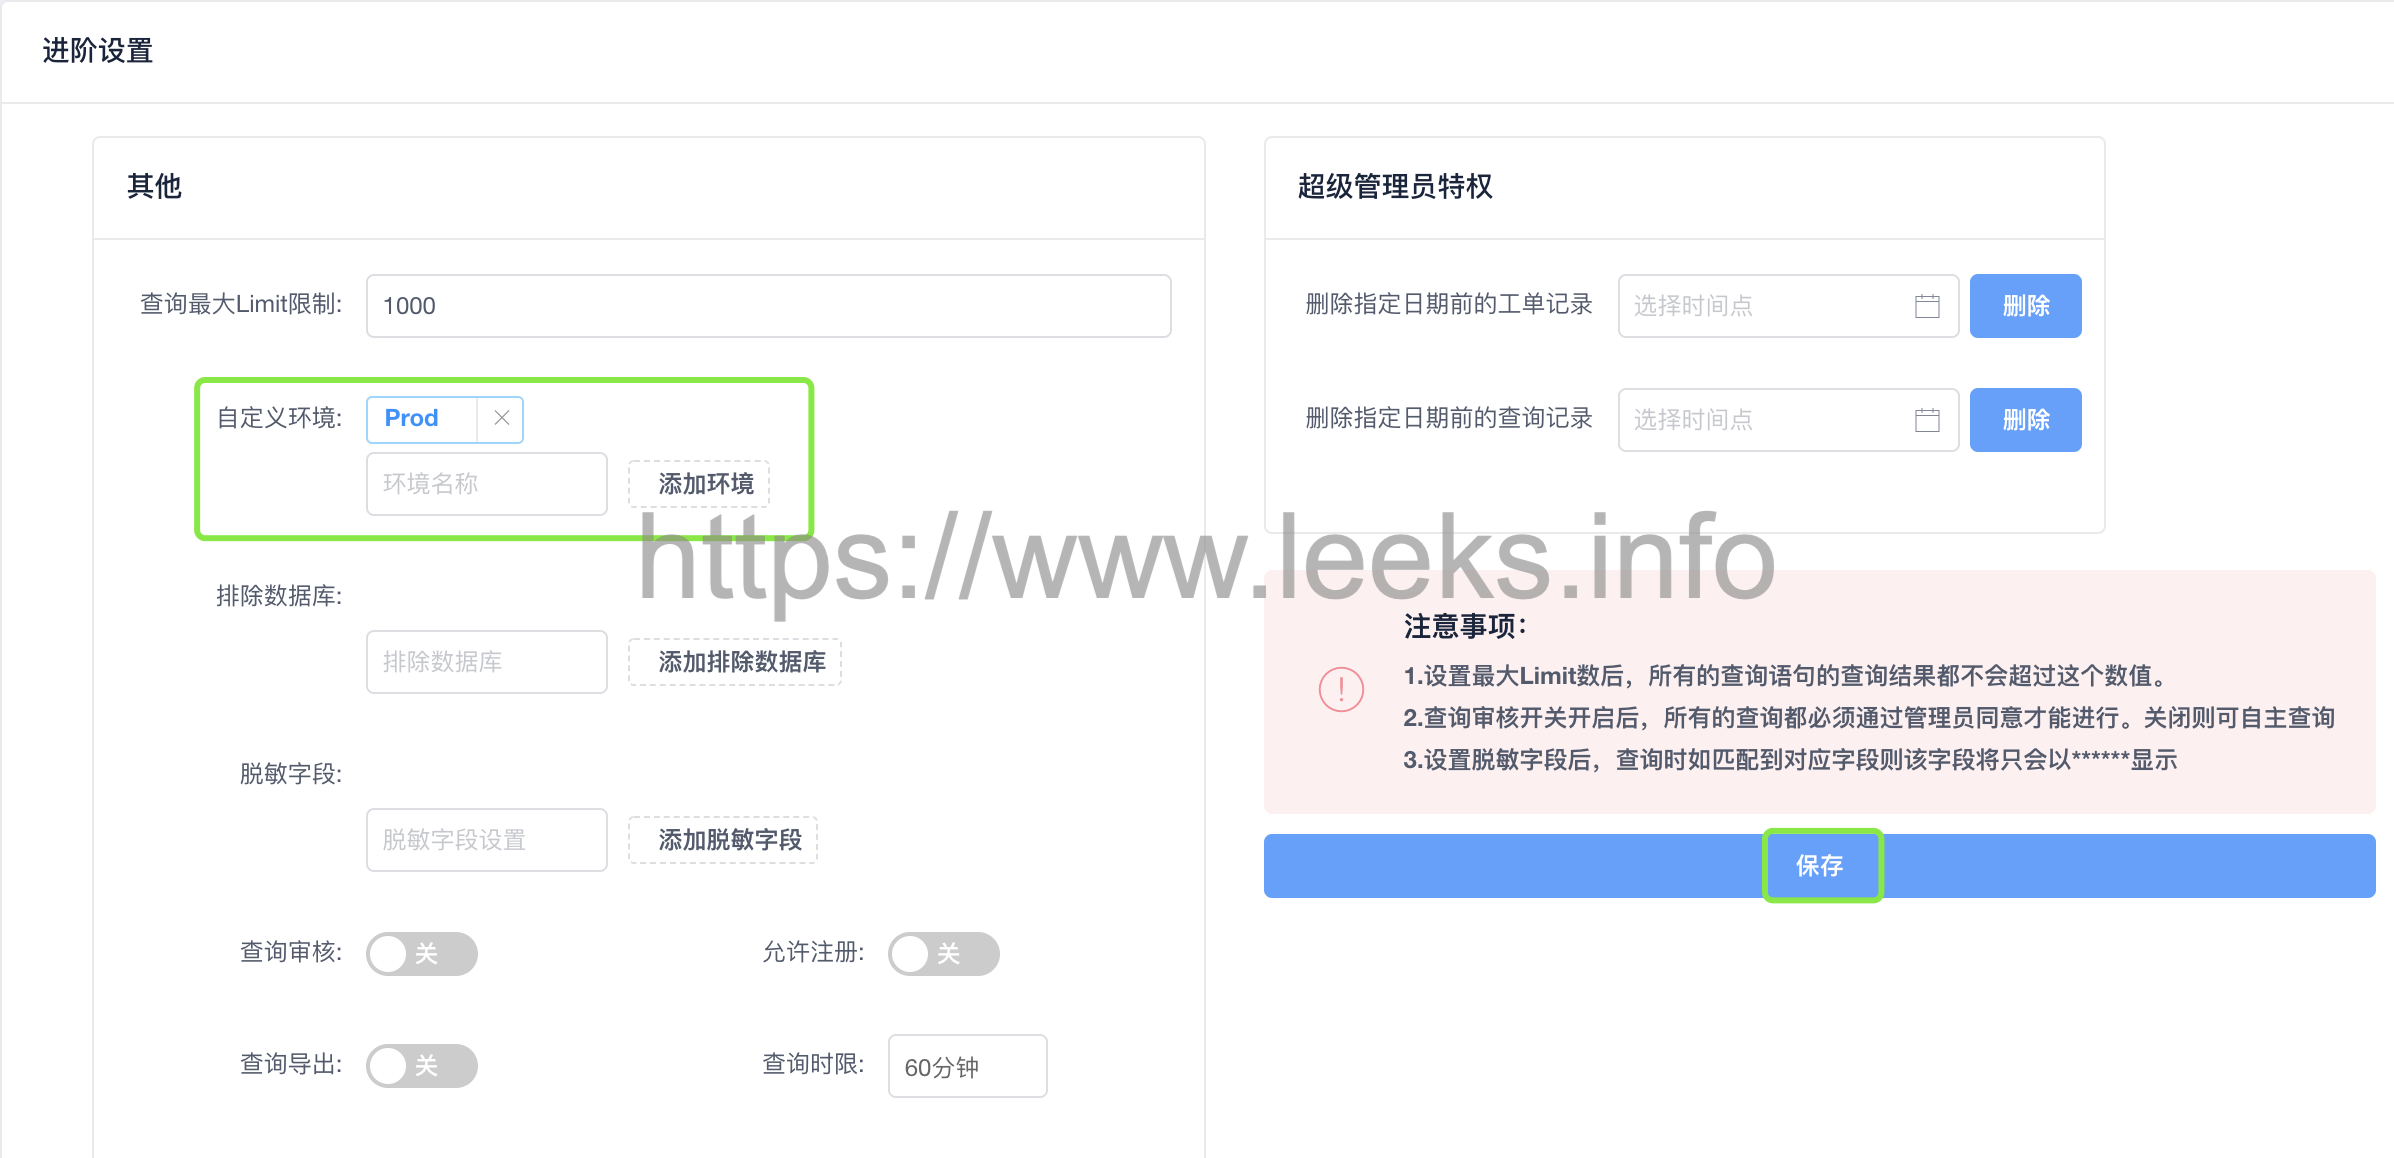 进阶设置
其他
查询最大Limit限制:
1000
自定义环境:
Prod
环境名称
添加环境
排除数据库:
排除数据库
添加排除数据库
脱敏字段:
脱敏字段设置
添加脱敏字段
查询审核:
关
允许注册:
关
查询导出:
关
查询时限:
60分钟
超级管理员特权
删除指定日期前的工单记录
选择时间点
删除
删除指定日期前的查询记录
选择时间点
删除
https://www.leeks.info
注意事项：
1.设置最大Limit数后，所有的查询语句的查询结果都不会超过这个数值。
2.查询审核开关开启后，所有的查询都必须通过管理员同意才能进行。关闭则可自主查询
3.设置脱敏字段后，查询时如匹配到对应字段则该字段将只会以******显示
保存